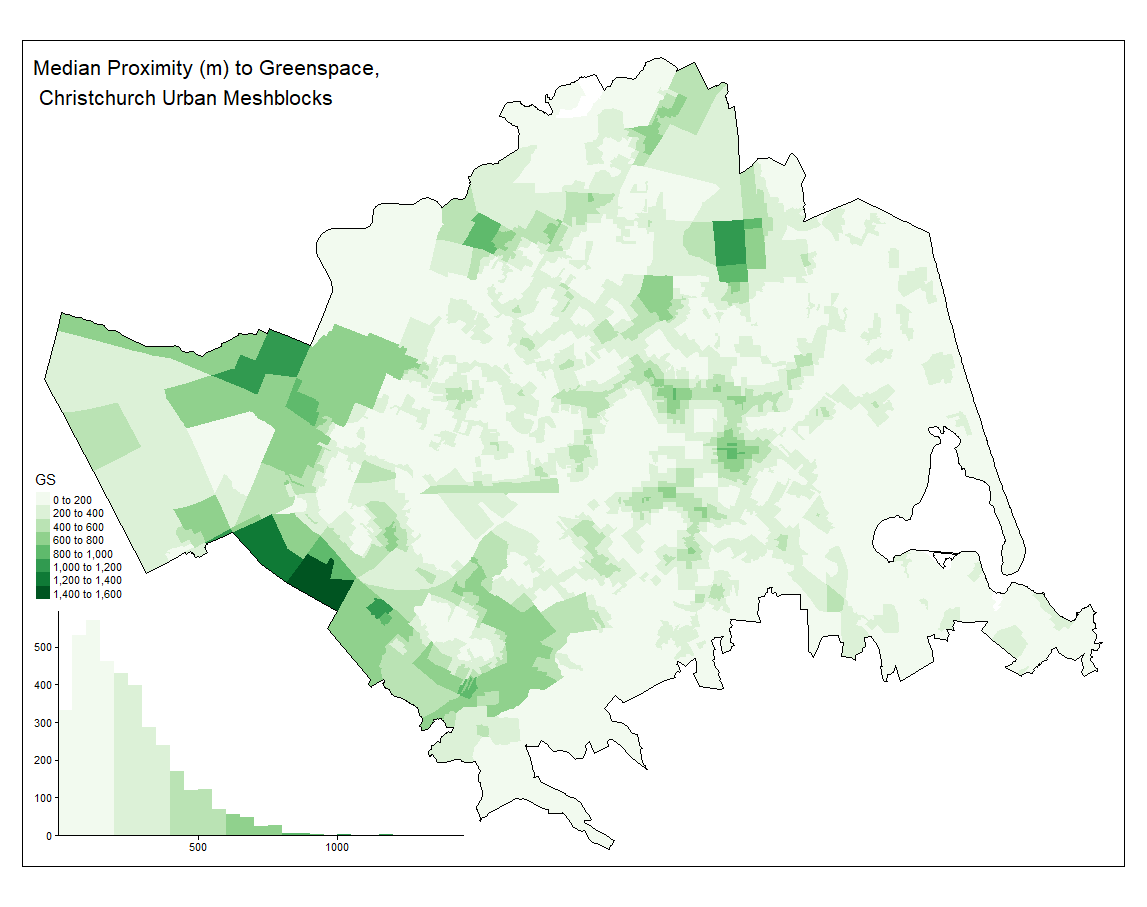 Median Proximity (m) to Greenspace,
Christchurch Urban Meshblocks
GS
0 to 200
200 to 400
400 to 600
600 to 800
800 to 1,000
1,000 to 1,200
1,200 to 1,400
1,400 to 1,600
500
400
300
200
100
0
500
1000